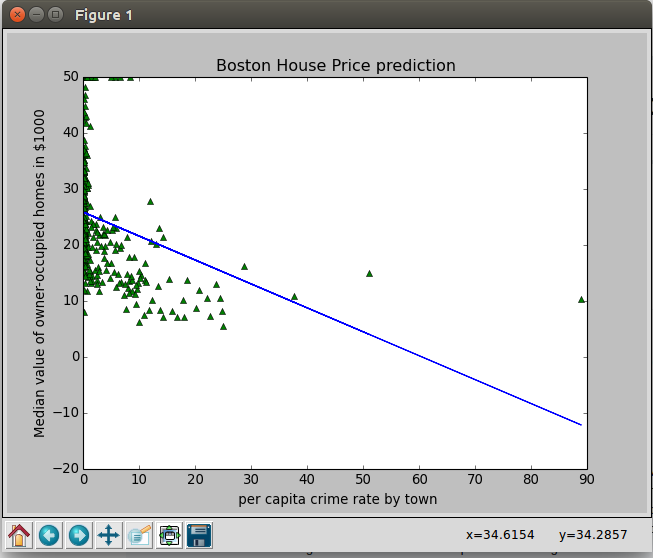 Figure 1
Boston House Price prediction
Median value of owner-occupied homes in $1000
50
40
30
20
10
0
−10
−20
0 10 20 30 40 50 60 70 80 90
per capita crime rate by town
x=34.6154 y=34.2857